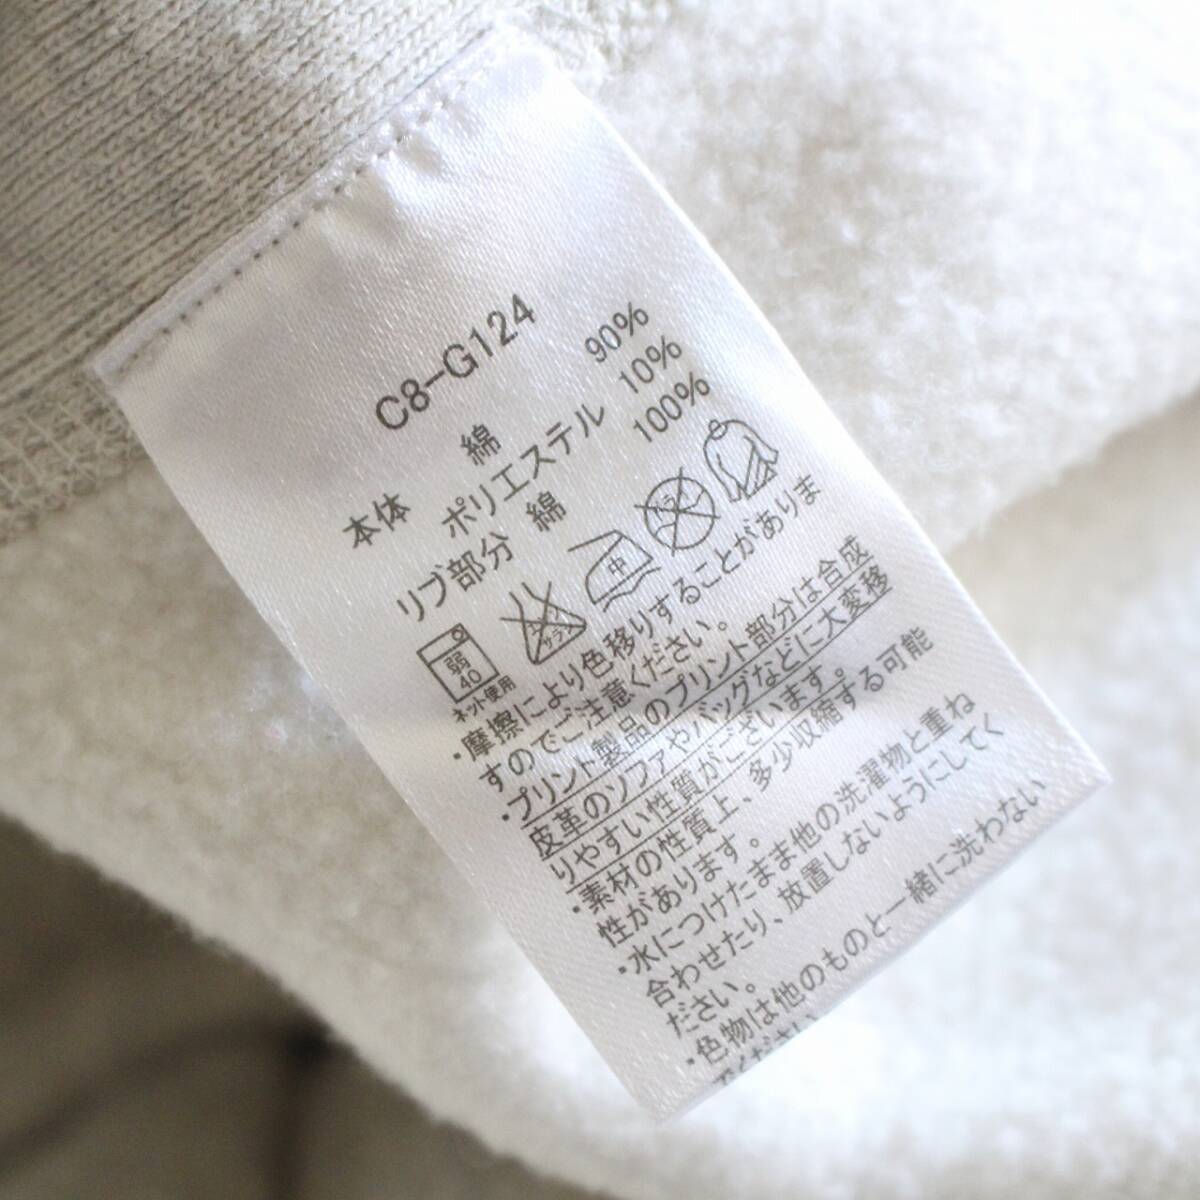 C8-G124
本体 綿 90%
ポリエステル 10%
リブ部分 綿 100%
弱 40 中
ネット使用
・摩擦により色移りすることがありま
すのでご注意ください。
・プリント製品のプリント部分は合成
皮革のソファやバッグなどに大変移
りやすい性質がございます。
・素材の性質上、多少収縮する可能
性があります。
・水につけたまま他の洗濯物と重ね
合わせたり、放置しないようにしてく
ださい。
・色物は他のものと一緒に洗わない
でください